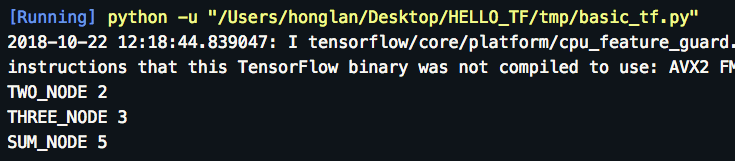 [Running] python -u "/Users/honglan/Desktop/HELLO_TF/tmp/basic_tf.py"
2018-10-22 12:18:44.839047: I tensorflow/core/platform/cpu_feature_guard.
instructions that this TensorFlow binary was not compiled to use: AVX2 FM
TWO_NODE 2
THREE_NODE 3
SUM_NODE 5